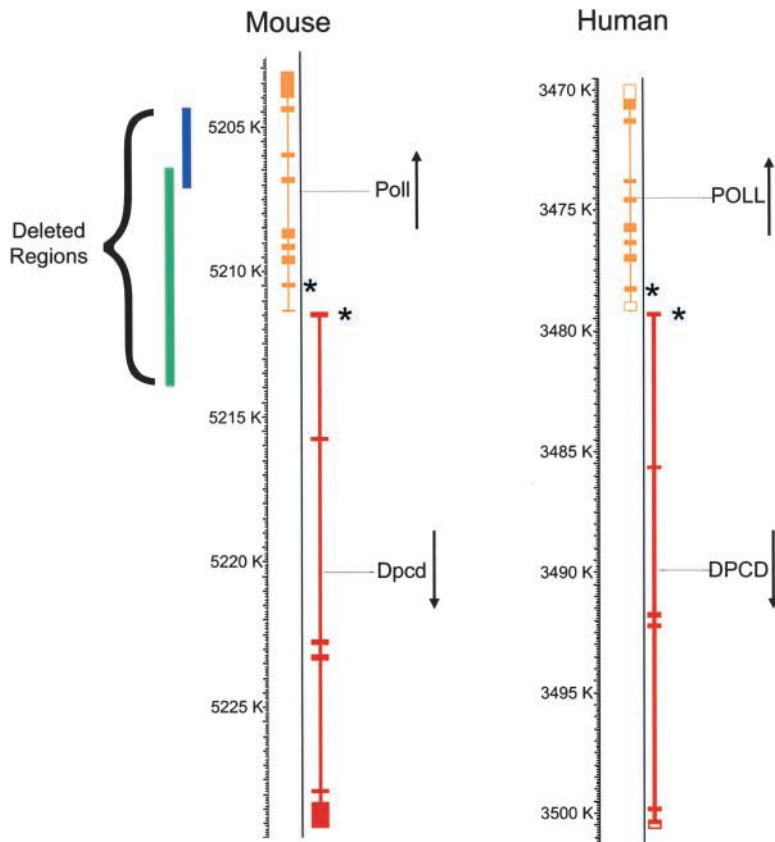 Mouse
Human
3470 K
5205 K
Poll
POLL
3475 K
Deleted
Regions
5210 K
*
*
*
*
3480 K
5215 K
3485 K
5220 K
Dpcd
DPCD
3490 K
5225 K
3495 K
3500 K